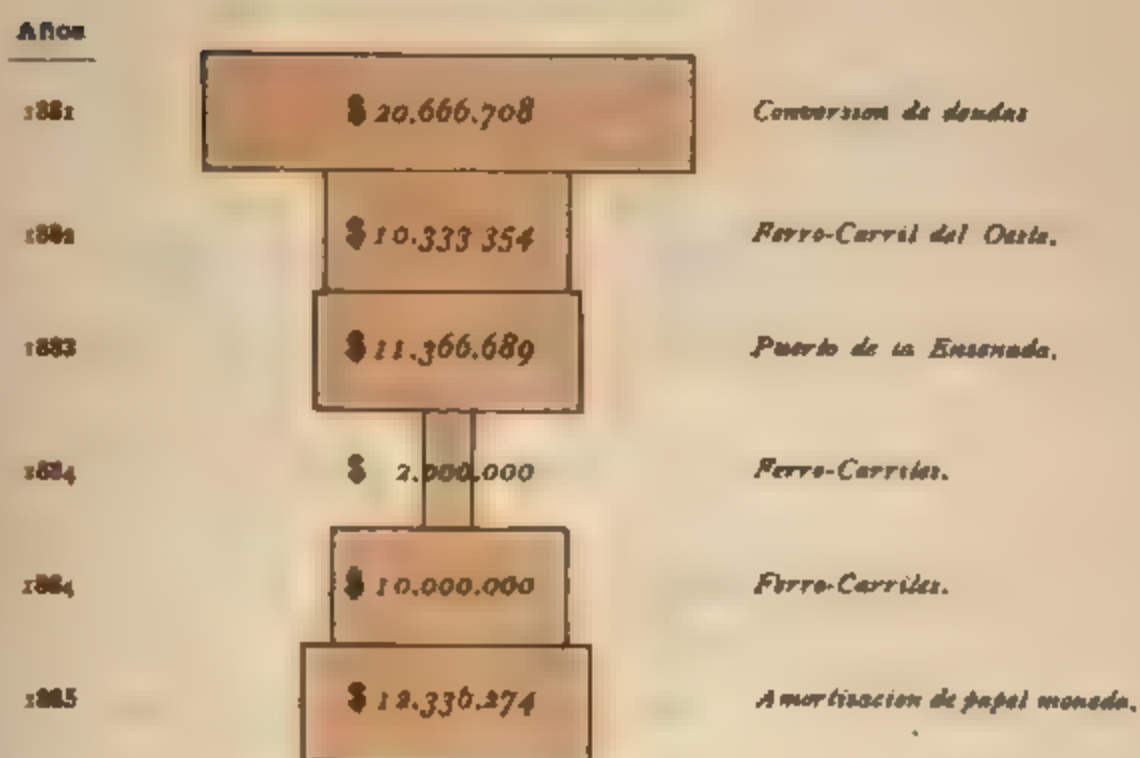 Años
1881 $ 20.666.708 Conversion de deudas
1882 $ 10.333 354 Ferro-Carril del Oeste.
1883 $ 11.366.689 Puerto de la Ensenada.
1884 $ 2.000.000 Ferro-Carriles.
1884 $ 10.000.000 Ferro-Carriles.
1885 $ 12.336.274 Amortisacion de papel moneda.